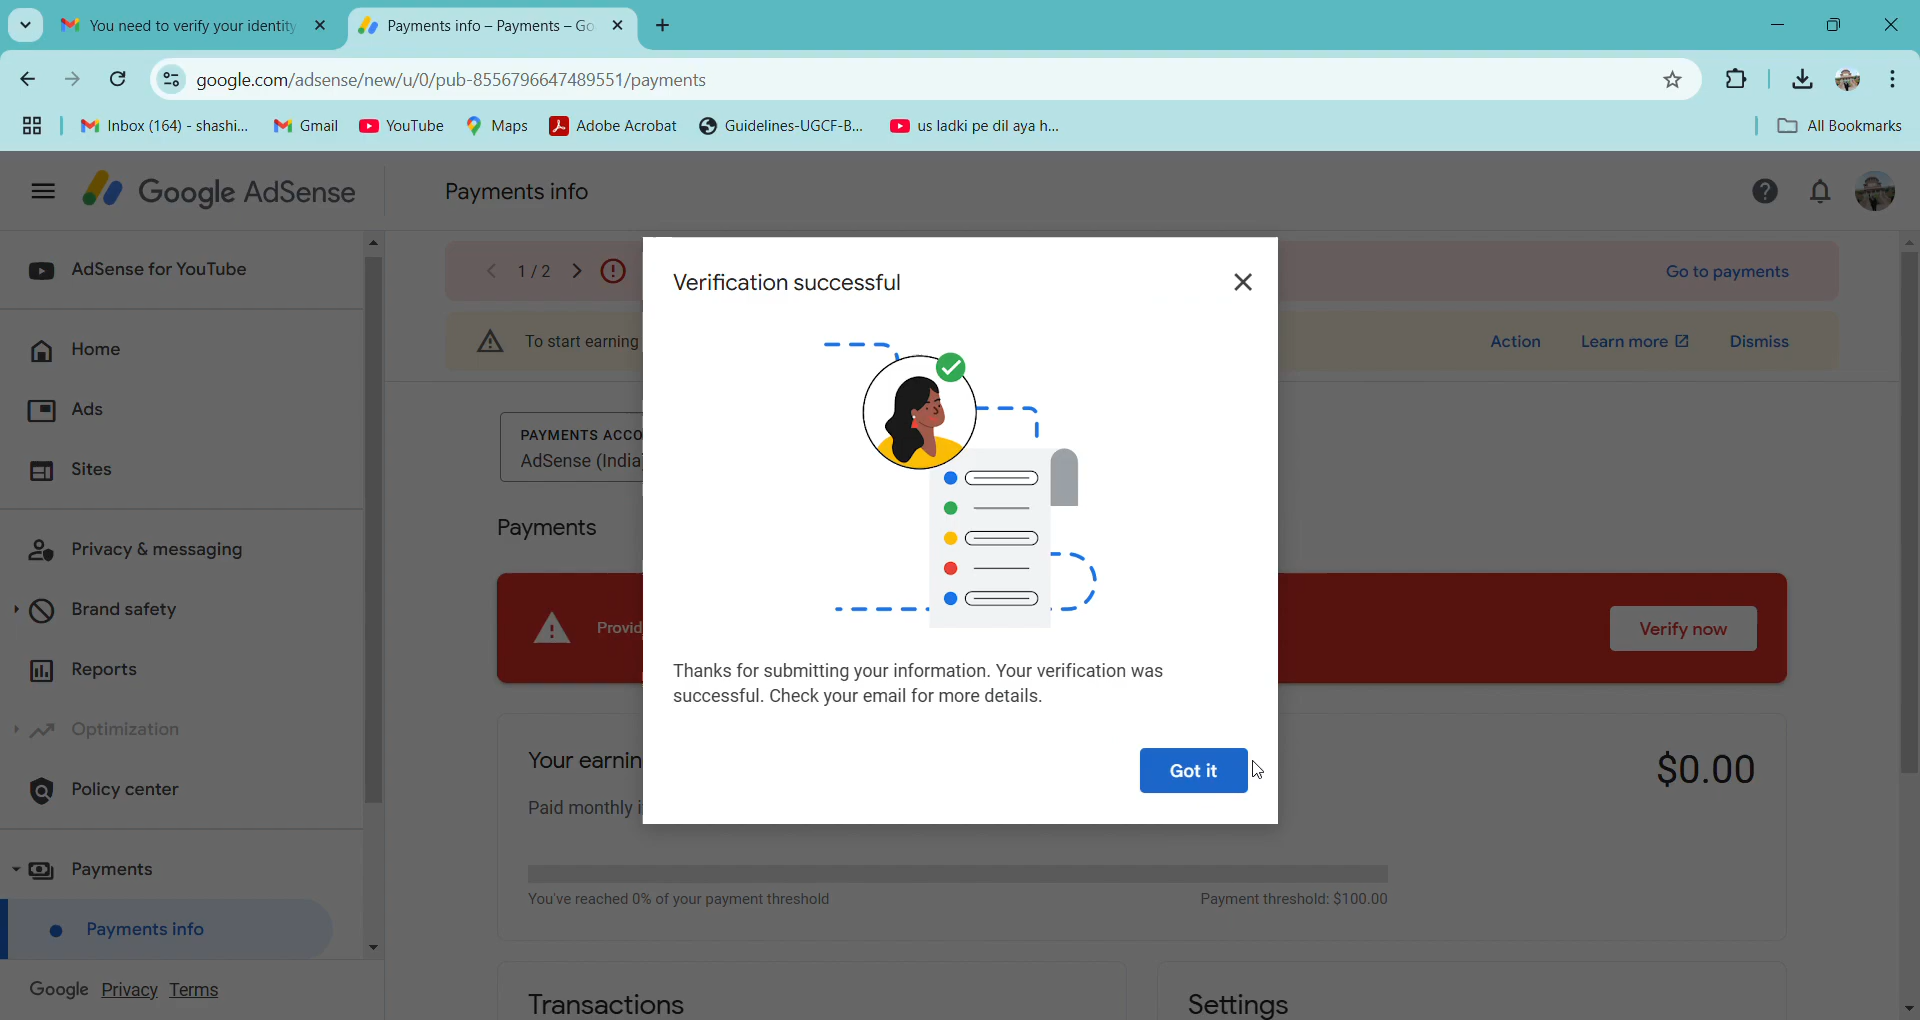 You need to verify your identity
Payments info – Payments – Go
google.com/adsense/new/u/0/pub-8556796647489551/payments
Inbox (164) - shashi...
Gmail
YouTube
Maps
Adobe Acrobat
Guidelines-UGCF-B...
us ladki pe dil aya h...
All Bookmarks
Google AdSense
Payments info
AdSense for YouTube
Home
Ads
Sites
Privacy & messaging
Brand safety
Reports
Optimization
Policy center
Payments
Payments info
Google Privacy Terms
1 / 2
Go to payments
To start earning
Action
Learn more
Dismiss
PAYMENTS ACCO
AdSense (India
Payments
Provid
Verify now
Your earnin
$0.00
Paid monthly i
You've reached 0% of your payment threshold
Payment threshold: $100.00
Transactions
Settings
Verification successful
Thanks for submitting your information. Your verification was
successful. Check your email for more details.
Got it